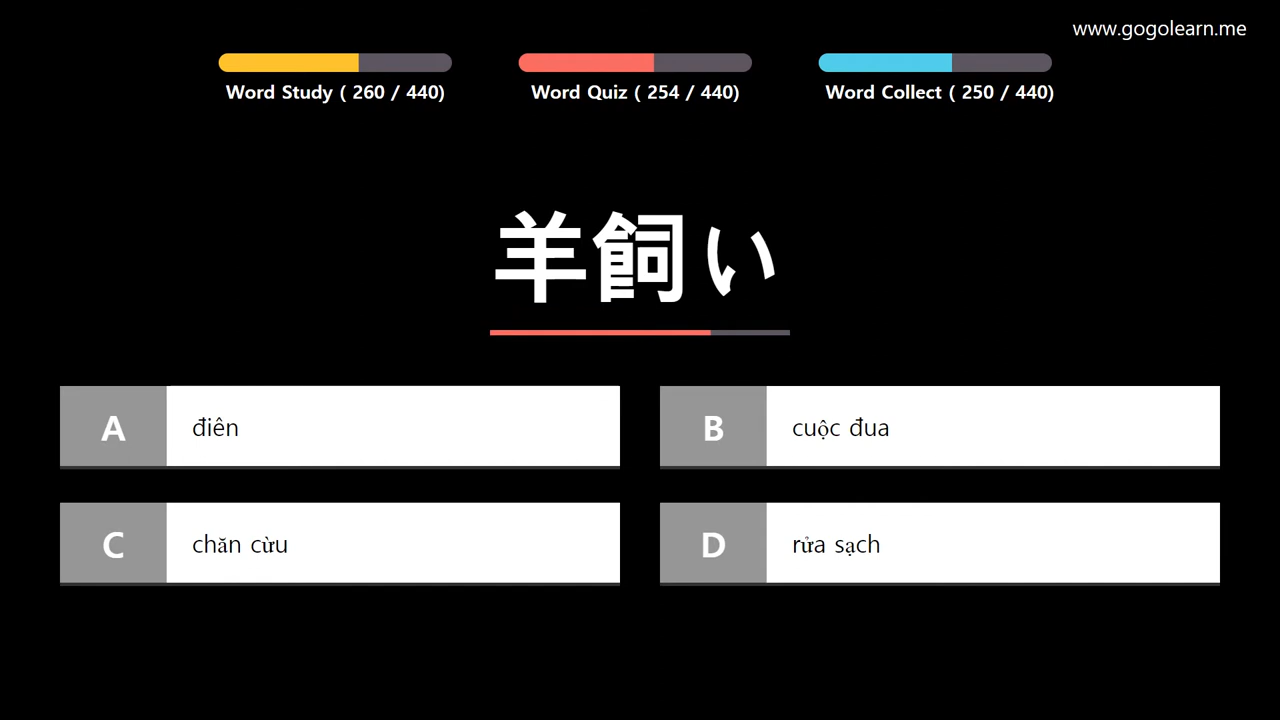 www.gogolearn.me
Word Study ( 260 / 440)
Word Quiz ( 254 / 440)
Word Collect ( 250 / 440)
羊飼い
A điên
B cuộc đua
C chăn cừu
D rửa sạch